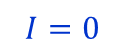 I = 0